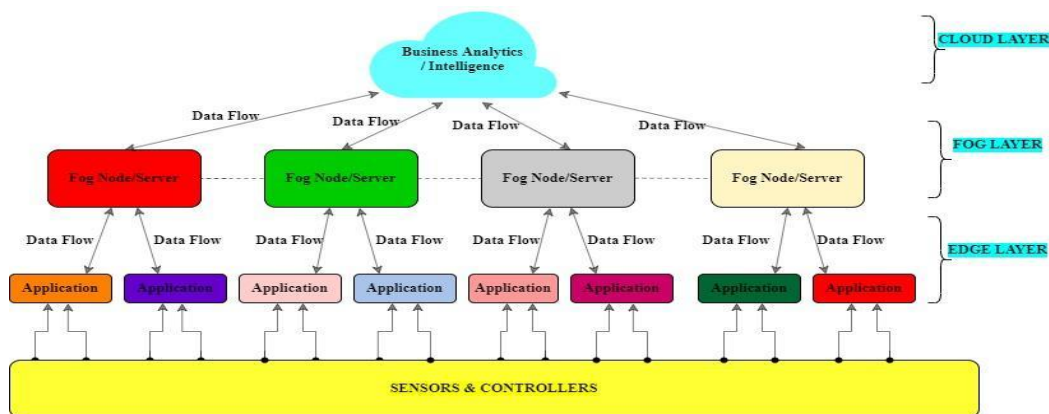 Business Analytics
/ Intelligence
CLOUD LAYER
Data Flow
Data Flow
Data Flow
Data Flow
FOG LAYER
Fog Node/Server
Fog Node/Server
Fog Node/Server
Fog Node/Server
Data Flow
Data Flow
Data Flow
Data Flow
Data Flow
Data Flow
Data Flow
EDGE LAYER
Application
Application
Application
Application
Application
Application
Application
Application
SENSORS & CONTROLLERS